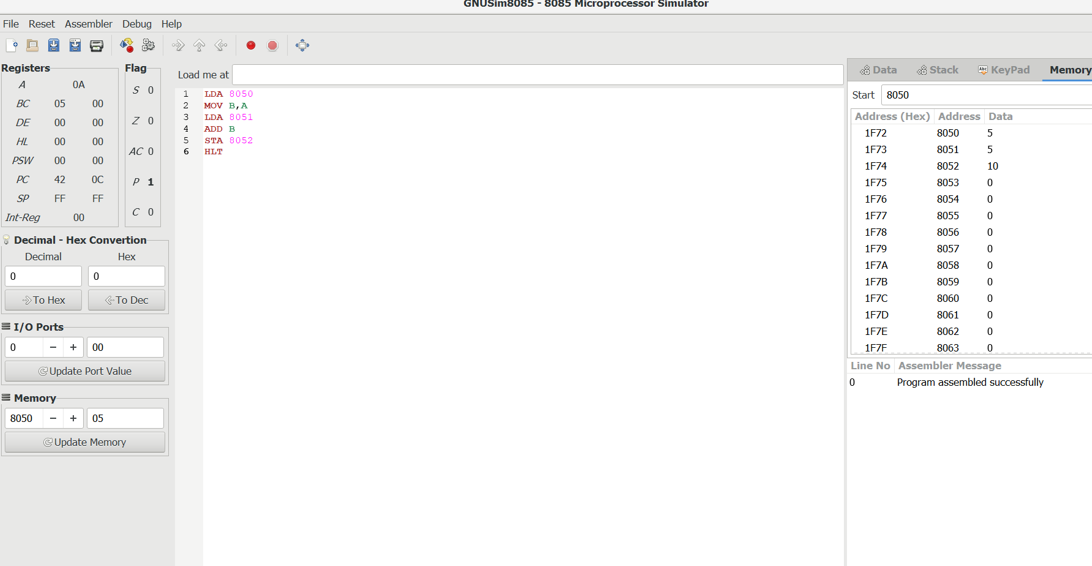 GNUSim8085 - 8085 Microprocessor Simulator
File Reset Assembler Debug Help
Registers
A 0A
BC 05 00
DE 00 00
HL 00 00
PSW 00 00
PC 42 0C
SP FF FF
Int-Reg 00
Flag
S 0
Z 0
AC 0
P 1
C 0
Decimal - Hex Convertion
Decimal Hex
0 0
To Hex To Dec
I/O Ports
0 − + 00
Update Port Value
Memory
8050 − + 05
Update Memory
Load me at
1 LDA 8050
2 MOV B,A
3 LDA 8051
4 ADD B
5 STA 8052
6 HLT
Data Stack KeyPad Memory
Start 8050
Address (Hex) Address Data
1F72 8050 5
1F73 8051 5
1F74 8052 10
1F75 8053 0
1F76 8054 0
1F77 8055 0
1F78 8056 0
1F79 8057 0
1F7A 8058 0
1F7B 8059 0
1F7C 8060 0
1F7D 8061 0
1F7E 8062 0
1F7F 8063 0
Line No Assembler Message
0 Program assembled successfully